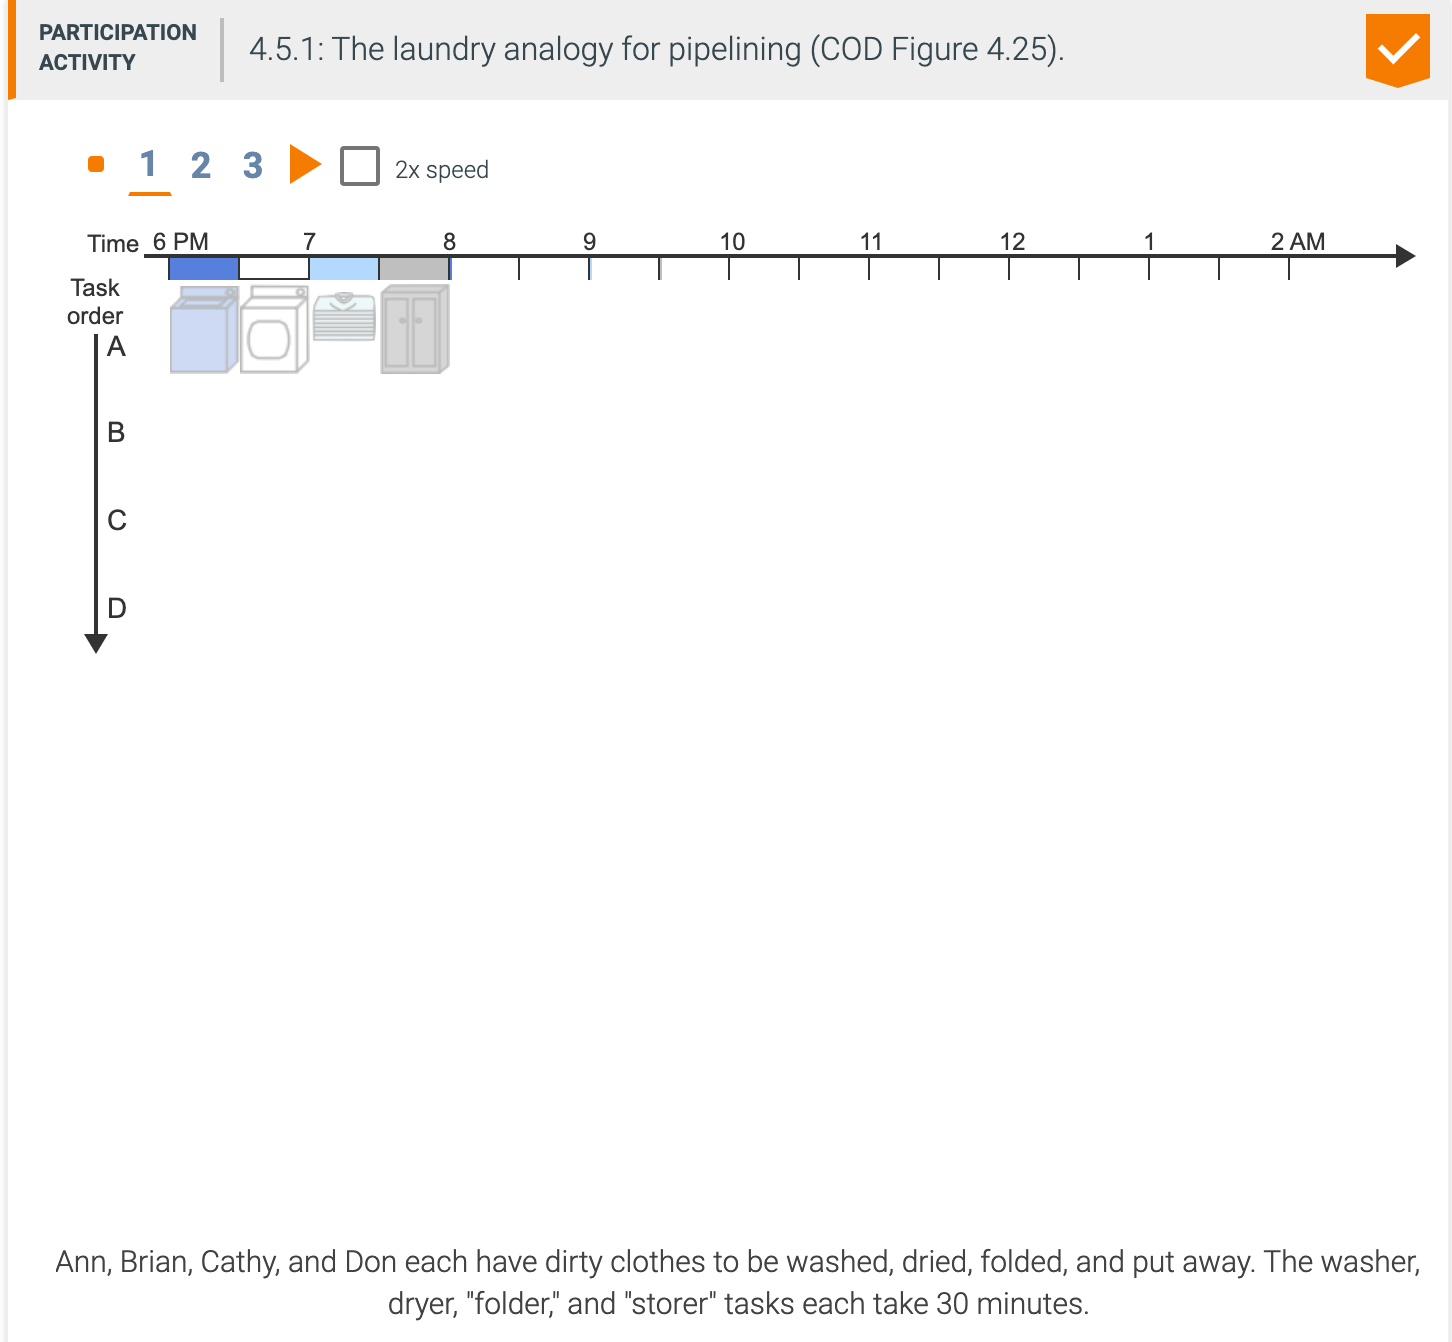 PARTICIPATION
ACTIVITY
4.5.1: The laundry analogy for pipelining (COD Figure 4.25).
1 2 3 2x speed
Time 6 PM 7 8 9 10 11 12 1 2 AM
Task
order
A
B
C
D
Ann, Brian, Cathy, and Don each have dirty clothes to be washed, dried, folded, and put away. The washer,
dryer, "folder," and "storer" tasks each take 30 minutes.